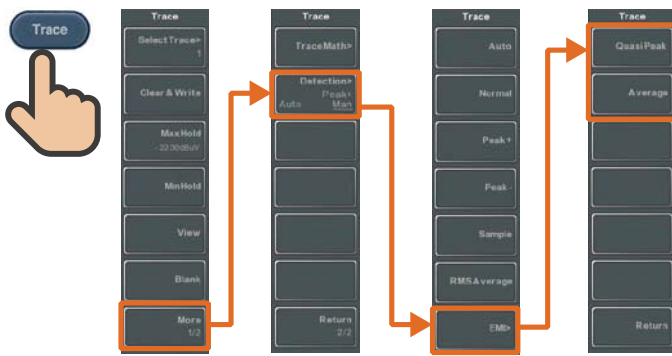 Trace
Trace
Select Trace>
1
Clear & Write
Max Hold
Min Hold
View
Blank
More
1/2
Trace
Trace Math>
Detection>
Peak+
Auto Man
Return
2/2
Trace
Auto
Normal
Peak+
Peak-
Sample
RMS Average
EMI>
Trace
Quasi Peak
Average
Return